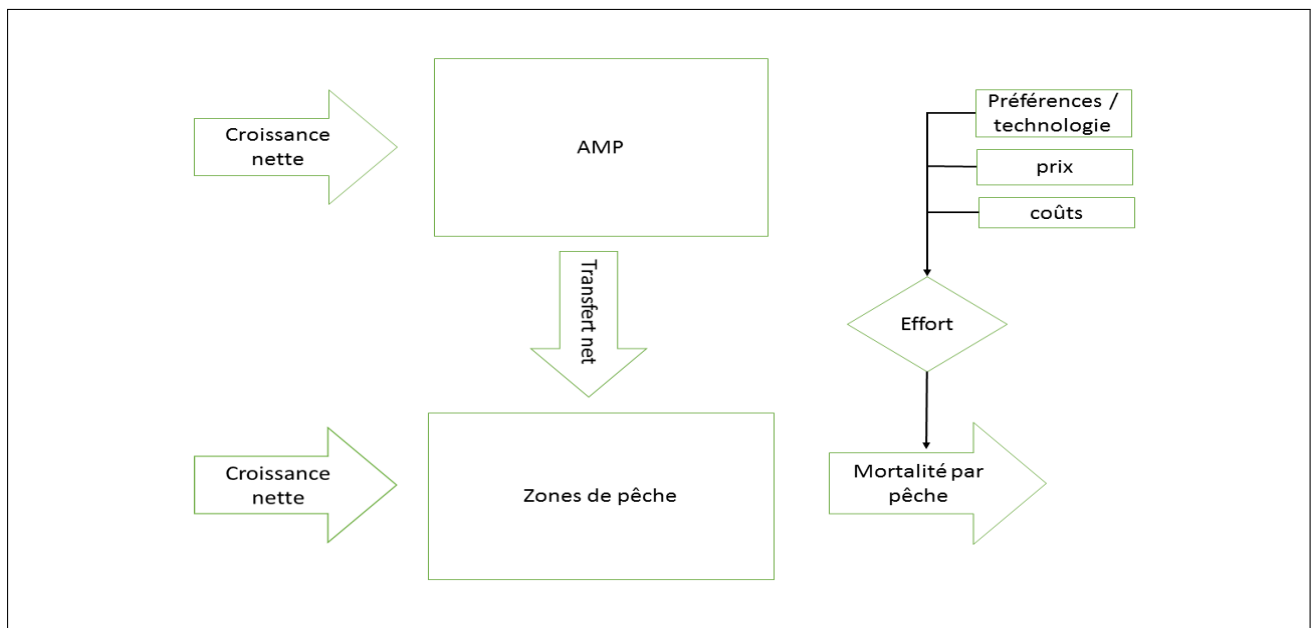 Croissance
nette
AMP
Préférences /
technologie
prix
coûts
Transfert net
Effort
Croissance
nette
Zones de pêche
Mortalité par
pêche